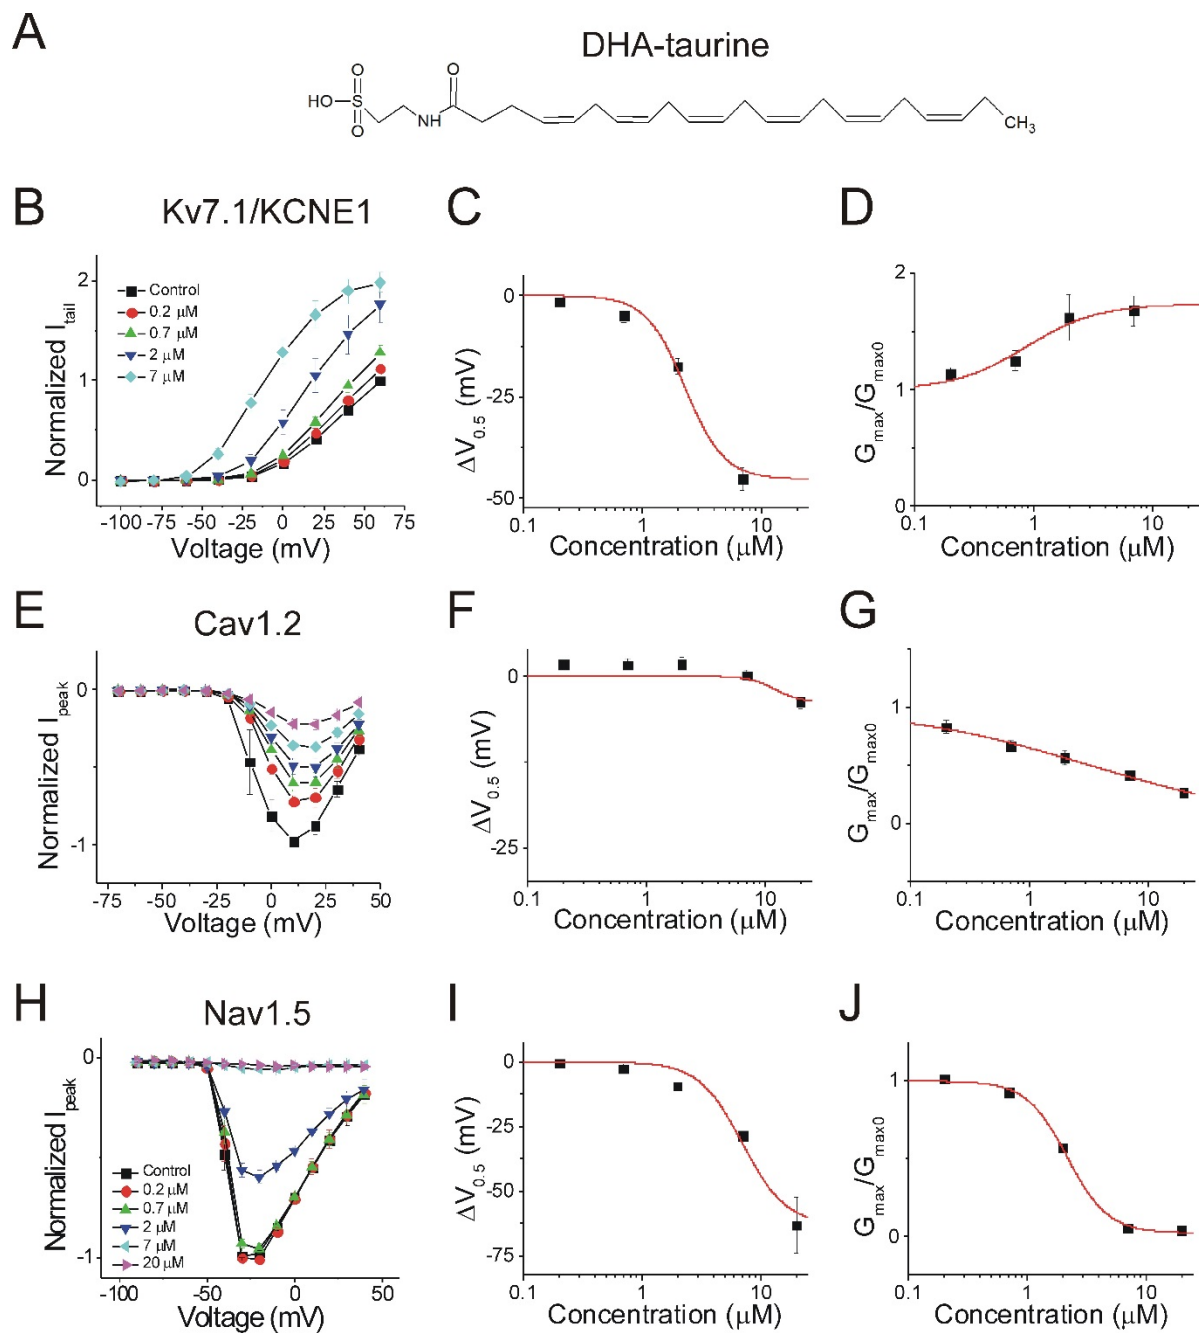 A
DHA-taurine
O
O
HO
S
NH
O
CH3
B
Kv7.1/KCNE1
C
D
Normalized Itail
2
1
0
Control
0.2 μM
0.7 μM
2 μM
7 μM
-100 -75 -50 -25 0 25 50 75
Voltage (mV)
ΔV0.5 (mV)
0
-25
-50
0.1 1 10
Concentration (μM)
Gmax/Gmax0
2
1
0
0.1 1 10
Concentration (μM)
E
Cav1.2
F
G
Normalized Ipeak
0
-1
-75 -50 -25 0 25 50
Voltage (mV)
ΔV0.5 (mV)
0
-25
0.1 1 10
Concentration (μM)
Gmax/Gmax0
1
0
0.1 1 10
Concentration (μM)
H
Nav1.5
I
J
Normalized Ipeak
0
-1
Control
0.2 μM
0.7 μM
2 μM
7 μM
20 μM
-100 -50 0 50
Voltage (mV)
ΔV0.5 (mV)
0
-25
-50
-75
0.1 1 10
Concentration (μM)
Gmax/Gmax0
1
0
0.1 1 10
Concentration (μM)